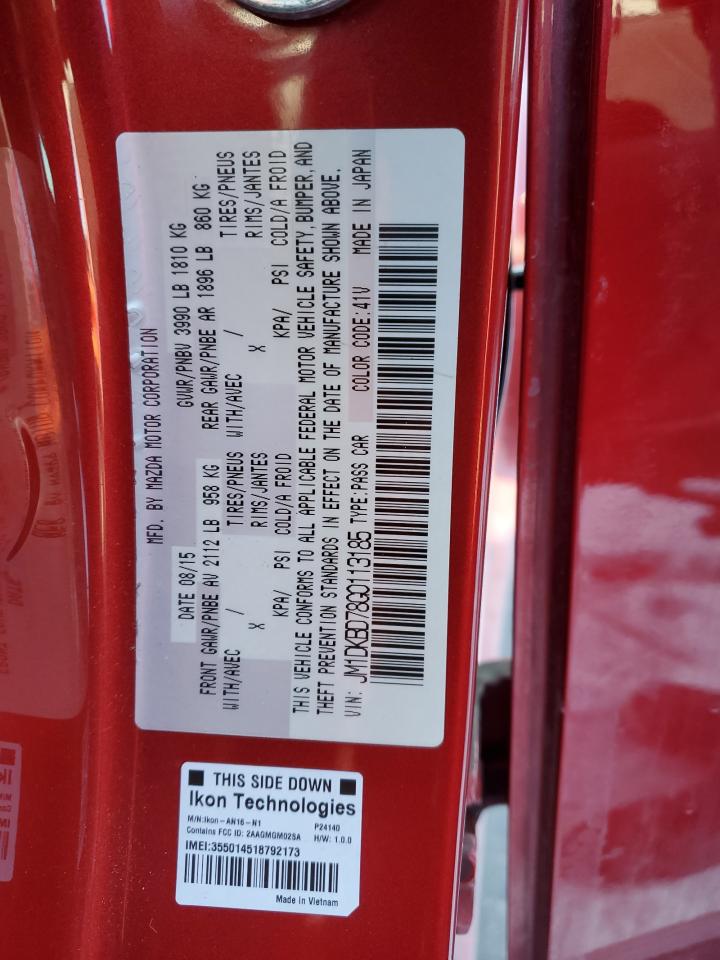 MFD. BY MAZDA MOTOR CORPORATION
DATE 08/15 GVWR/PNBV 3990 LB 1810 KG
FRONT GAWR/PNBE AV 2112 LB 958 KG REAR GAWR/PNBE AR 1896 LB 860 KG
WITH/AVEC / TIRES/PNEUS WITH/AVEC / TIRES/PNEUS
X RIMS/JANTES X RIMS/JANTES
KPA/ PSI COLD/A FROID KPA/ PSI COLD/A FROID
THIS VEHICLE CONFORMS TO ALL APPLICABLE FEDERAL MOTOR VEHICLE SAFETY, BUMPER, AND
THEFT PREVENTION STANDARDS IN EFFECT ON THE DATE OF MANUFACTURE SHOWN ABOVE.
VIN: JM1DKBD78G0113185 TYPE:PASS CAR COLOR CODE:41V MADE IN JAPAN
THIS SIDE DOWN
Ikon Technologies
M/N:Ikon-AN16-N1 P24140
Contains FCC ID: 2AAGMGM02SA H/W: 1.0.0
IMEI:355014518792173
Made in Vietnam